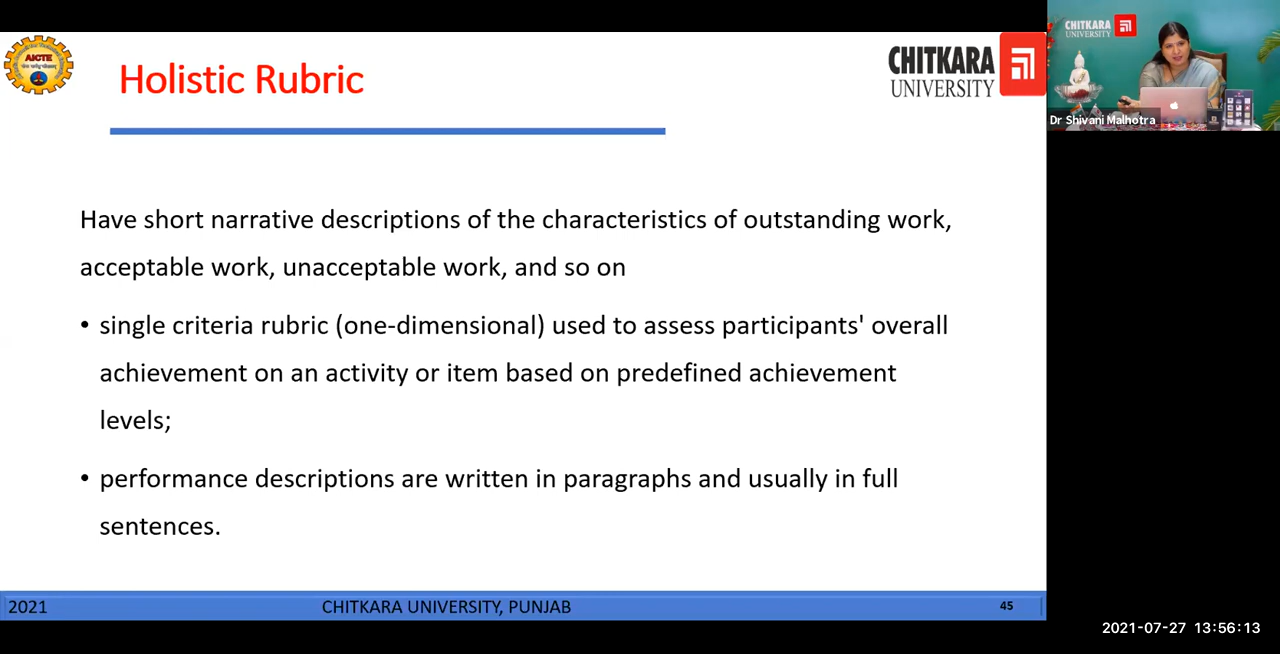 AICTE
Holistic Rubric
CHITKARA
UNIVERSITY
CHITKARA
UNIVERSITY
Dr Shivani Malhotra
Have short narrative descriptions of the characteristics of outstanding work,
acceptable work, unacceptable work, and so on
• single criteria rubric (one-dimensional) used to assess participants' overall
achievement on an activity or item based on predefined achievement
levels;
• performance descriptions are written in paragraphs and usually in full
sentences.
2021
CHITKARA UNIVERSITY, PUNJAB
45
2021-07-27 13:56:13